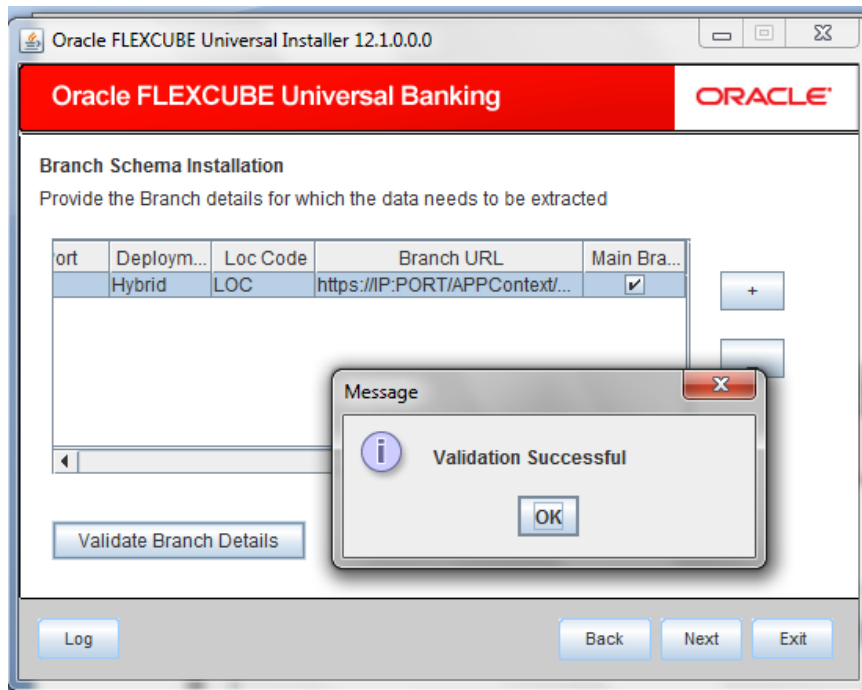 Oracle FLEXCUBE Universal Installer 12.1.0.0.0
Oracle FLEXCUBE Universal Banking
ORACLE
Branch Schema Installation
Provide the Branch details for which the data needs to be extracted
ort Deploym... Loc Code Branch URL Main Bra...
Hybrid LOC https://IP:PORT/APPContext/...
+
Message
Validation Successful
OK
Validate Branch Details
Log Back Next Exit